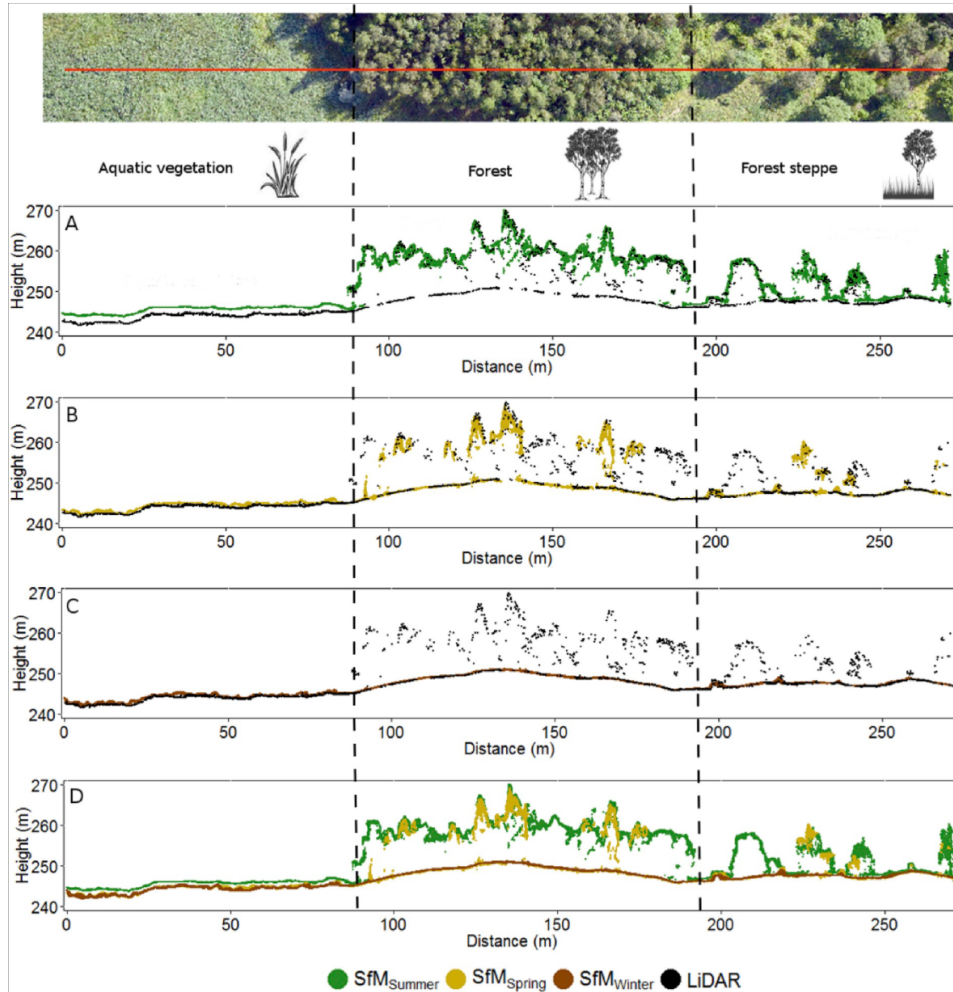 Aquatic vegetation Forest Forest steppe
A
Height (m)
270
260
250
240
0 50 100 150 200 250
Distance (m)
B
Height (m)
270
260
250
240
0 50 100 150 200 250
Distance (m)
C
Height (m)
270
260
250
240
0 50 100 150 200 250
Distance (m)
D
Height (m)
270
260
250
240
0 50 100 150 200 250
Distance (m)
SfMSummer SfMSpring SfMWinter LiDAR